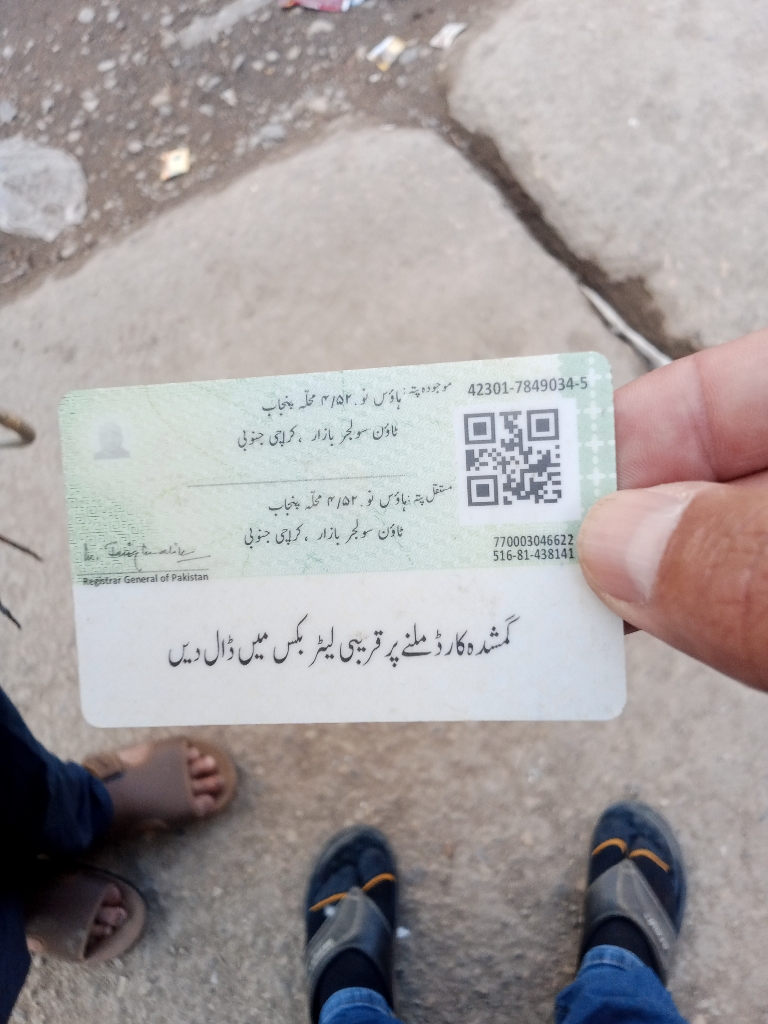 موجودہ پتہ: ہاؤس نو. ۴/۵۲ محلّہ پنجاب
ٹاؤن سولجر بازار ، کراچی جنوبی
42301-7849034-5
مستقل پتہ: ہاؤس نو. ۴/۵۲ محلّہ پنجاب
ٹاؤن سولجر بازار ، کراچی جنوبی
770003046622
516-81-438141
Registrar General of Pakistan
گمشدہ کارڈ ملنے پر قریبی لیٹر بکس میں ڈال دیں